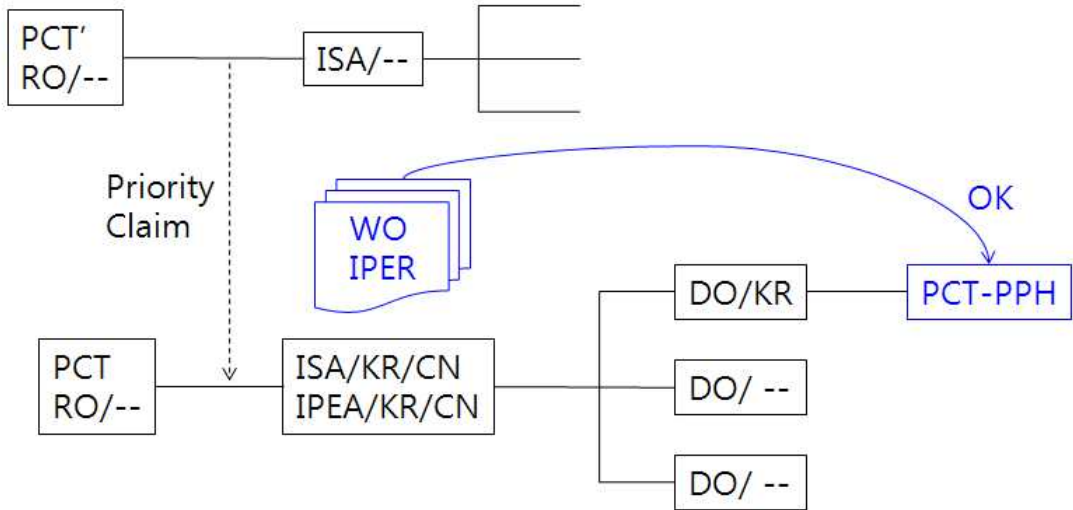 PCT’
RO/--
ISA/--
Priority
Claim
WO
IPER
OK
DO/KR
PCT-PPH
PCT
RO/--
ISA/KR/CN
IPEA/KR/CN
DO/ --
DO/ --